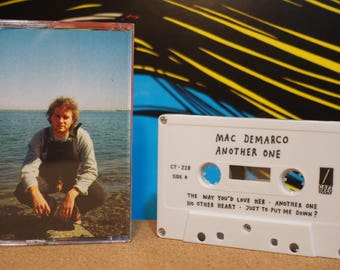 MAC DEMARCO
ANOTHER ONE
CT-228
SIDE A
THE WAY YOU'D LOVE HER - ANOTHER ONE
NO OTHER HEART - JUST TO PUT ME DOWN?